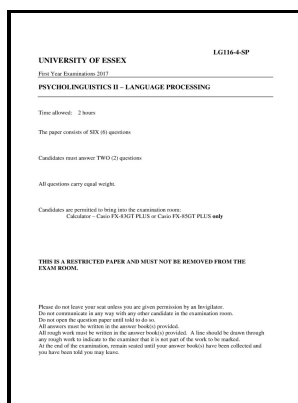 LG116-4-SP
UNIVERSITY OF ESSEX
First Year Examinations 2017
PSYCHOLINGUISTICS II – LANGUAGE PROCESSING
Time allowed: 2 hours
The paper consists of SIX (6) questions
Candidates must answer TWO (2) questions
All questions carry equal weight.
Candidates are permitted to bring into the examination room:
Calculator – Casio FX-83GT PLUS or Casio FX-85GT PLUS only
THIS IS A RESTRICTED PAPER AND MUST NOT BE REMOVED FROM THE
EXAM ROOM.
Please do not leave your seat unless you are given permission by an Invigilator.
Do not communicate in any way with any other candidate in the examination room.
Do not open the question paper until told to do so.
All answers must be written in the answer book(s) provided.
All rough work must be written in the answer book(s) provided. A line should be drawn through
any rough work to indicate to the examiner that it is not part of the work to be marked.
At the end of the examination, remain seated until your answer book(s) have been collected and
you have been told you may leave.